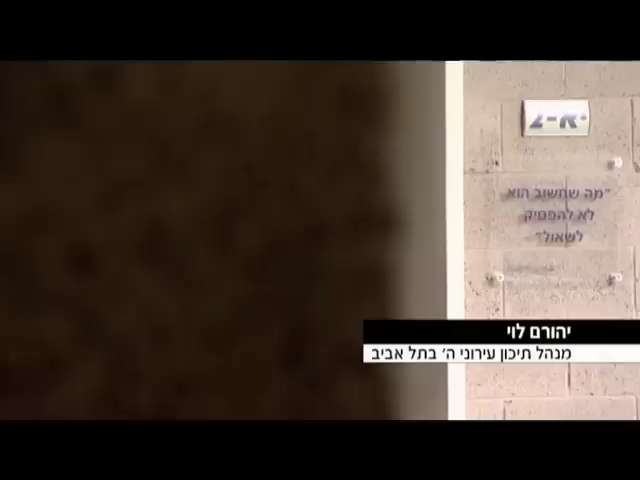 י-2
"מה שחשוב הוא
לא להפסיק
לשאול"
יהורם לוי
מנהל תיכון עירוני ה' בתל אביב